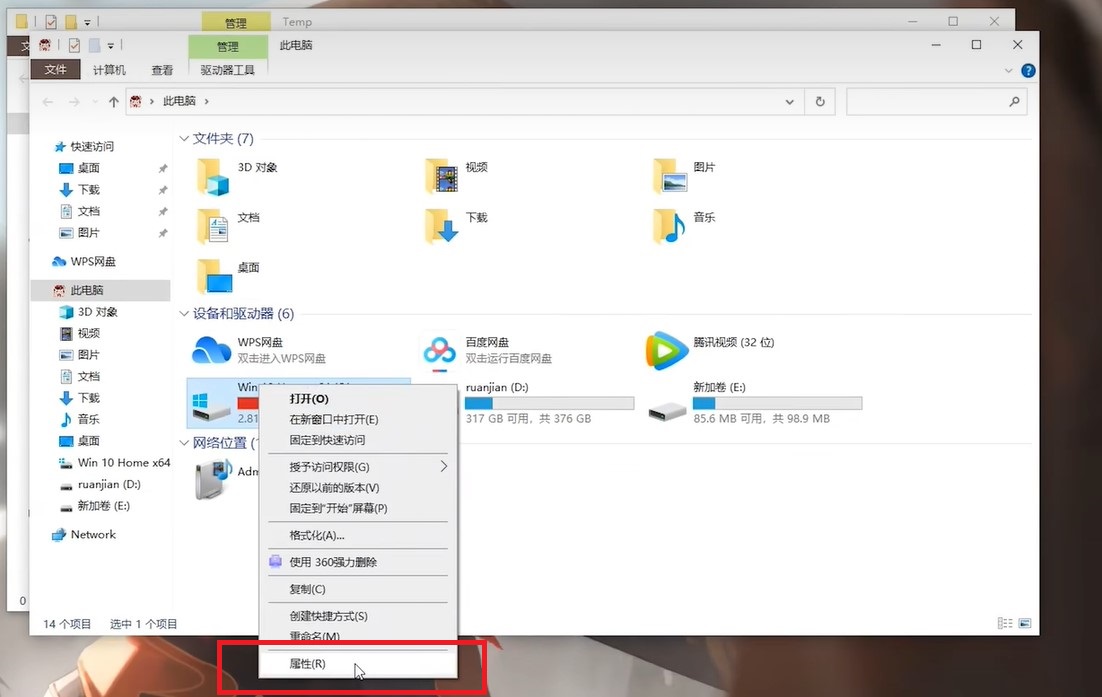 管理
Temp
管理
此电脑
文件
计算机
查看
驱动器工具
此电脑
快速访问
桌面
下载
文档
图片
WPS网盘
此电脑
3D 对象
视频
图片
文档
下载
音乐
桌面
Win 10 Home x64
ruanjian (D:)
新加卷 (E:)
Network
文件夹 (7)
3D 对象
视频
图片
文档
下载
音乐
桌面
设备和驱动器 (6)
WPS网盘
双击进入WPS网盘
百度网盘
双击运行百度网盘
腾讯视频 (32 位)
ruanjian (D:)
317 GB 可用，共 376 GB
新加卷 (E:)
85.6 MB 可用，共 98.9 MB
网络位置
打开(O)
在新窗口中打开(E)
固定到快速访问
授予访问权限(G)
还原以前的版本(V)
固定到"开始"屏幕(P)
格式化(A)...
使用 360强力删除
复制(C)
创建快捷方式(S)
重命名(M)
属性(R)
0
14 个项目
选中 1 个项目